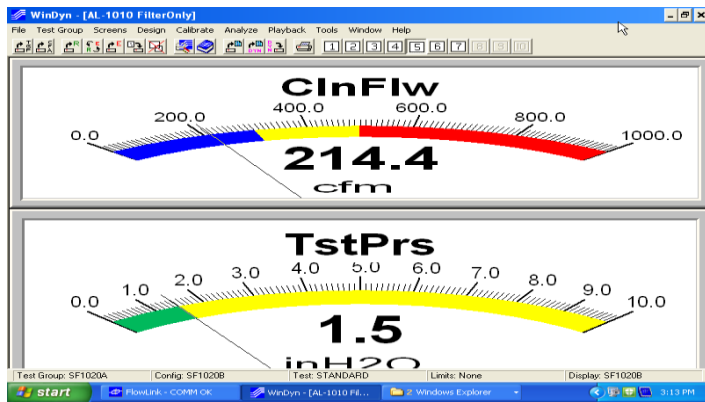 WinDyn - [AL-1010 FilterOnly]
File Test Group Screens Design Calibrate Analyze Playback Tools Window Help
1 2 3 4 5 6 7 8 9 10
ClnFlw
0.0 200.0 400.0 600.0 800.0 1000.0
214.4
cfm
TstPrs
0.0 1.0 2.0 3.0 4.0 5.0 6.0 7.0 8.0 9.0 10.0
1.5
inH2O
Test Group: SF1020A Config: SF1020B Test: STANDARD Limits: None Display: SF1020B
start FlowLink - COMM OK WinDyn - [AL-1010 Fil... 2 Windows Explorer 3:13 PM